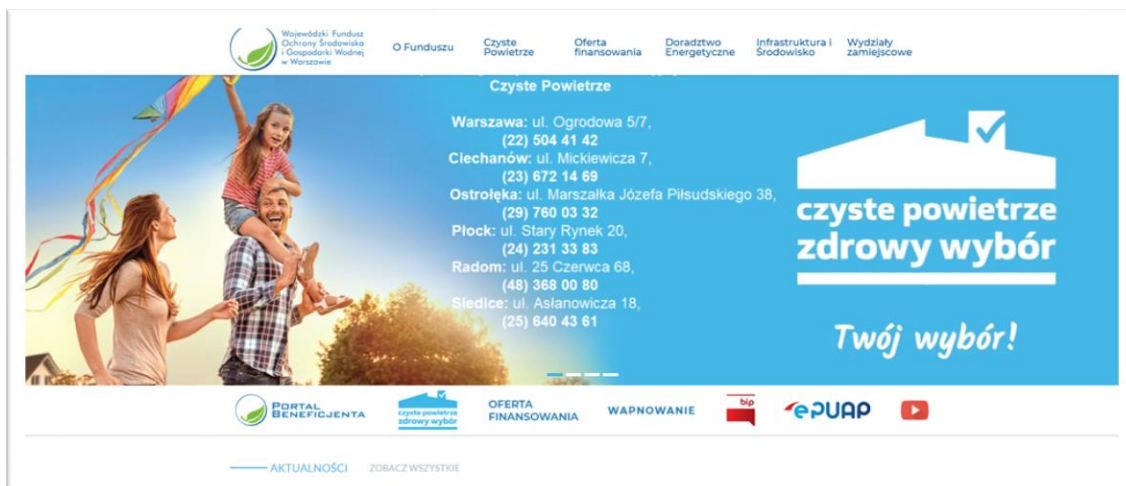 Wojewódzki Fundusz
Ochrony Środowiska
i Gospodarki Wodnej
w Warszawie
O Funduszu
Czyste
Powietrze
Oferta
finansowania
Doradztwo
Energetyczne
Infrastruktura i
Środowisko
Wydziały
zamiejscowe
Czyste Powietrze
Warszawa: ul. Ogrodowa 5/7,
(22) 504 41 42
Ciechanów: ul. Mickiewicza 7,
(23) 672 14 69
Ostrołęka: ul. Marszałka Józefa Piłsudskiego 38,
(29) 760 03 32
Płock: ul. Stary Rynek 20,
(24) 231 33 83
Radom: ul. 25 Czerwca 68,
(48) 368 00 80
Siedlce: ul. Asłanowicza 18,
(25) 640 43 61
czyste powietrze
zdrowy wybór
Twój wybór!
PORTAL
BENEFICJENTA
czyste powietrze
zdrowy wybór
OFERTA
FINANSOWANIA
WAPNOWANIE
bip
ePUAP
AKTUALNOŚCI
ZOBACZ WSZYSTKIE